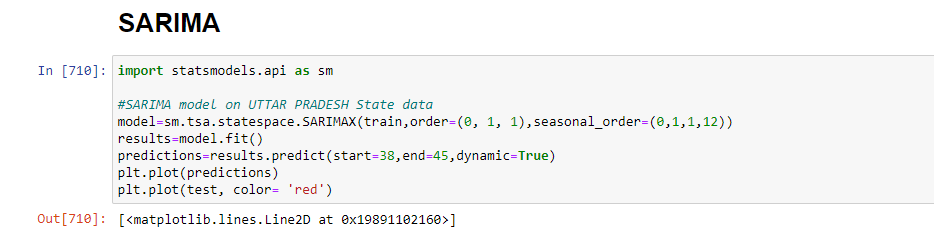 SARIMA
In [710]: import statsmodels.api as sm
#SARIMA model on UTTAR PRADESH State data
model=sm.tsa.statespace.SARIMAX(train,order=(0, 1, 1),seasonal_order=(0,1,1,12))
results=model.fit()
predictions=results.predict(start=38,end=45,dynamic=True)
plt.plot(predictions)
plt.plot(test, color= 'red')
Out[710]: [<matplotlib.lines.Line2D at 0x19891102160>]